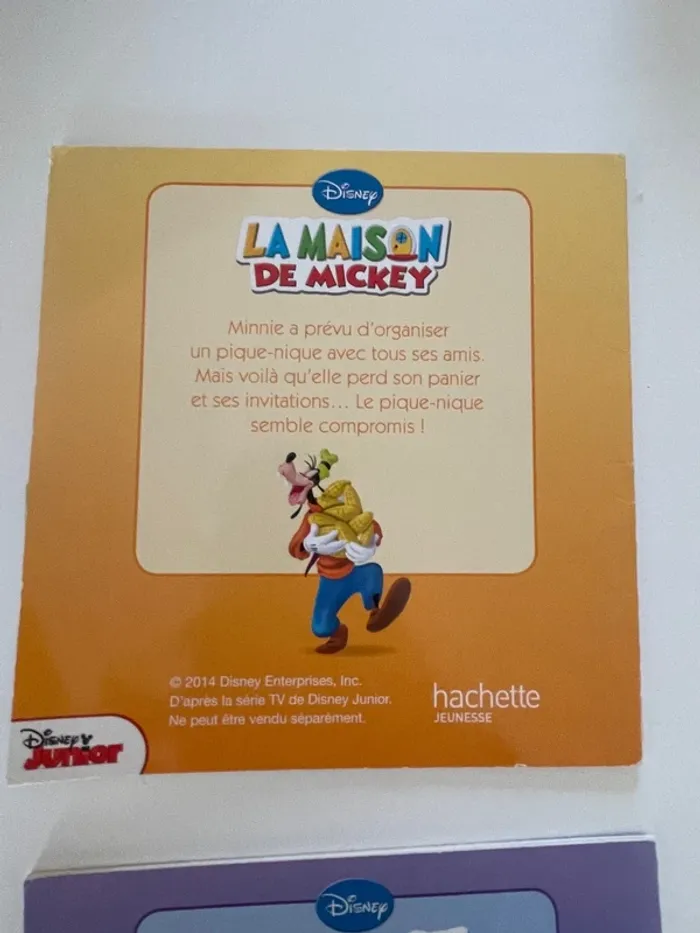 Disney
LA MAISON
DE MICKEY
Minnie a prévu d'organiser
un pique-nique avec tous ses amis.
Mais voilà qu'elle perd son panier
et ses invitations... Le pique-nique
semble compromis !
© 2014 Disney Enterprises, Inc.
D'après la série TV de Disney Junior.
Ne peut être vendu séparément.
hachette
JEUNESSE
Disney
Junior
Disney